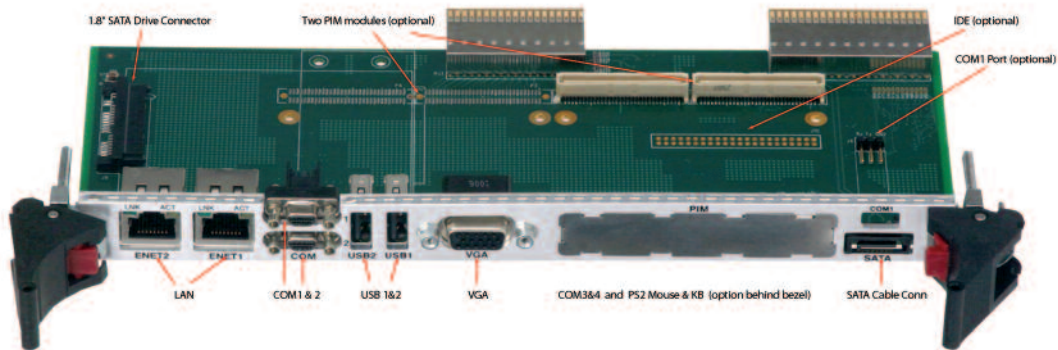 1.8" SATA Drive Connector
Two PIM modules (optional)
IDE (optional)
COM1 Port (optional)
LNK ACT
LNK ACT
1
2
ENET2
ENET1
COM
USB2
USB1
VGA
PIM
COM1
SATA
LAN
COM1 & 2
USB 1&2
VGA
COM3&4 and PS2 Mouse & KB (option behind bezel)
SATA Cable Conn